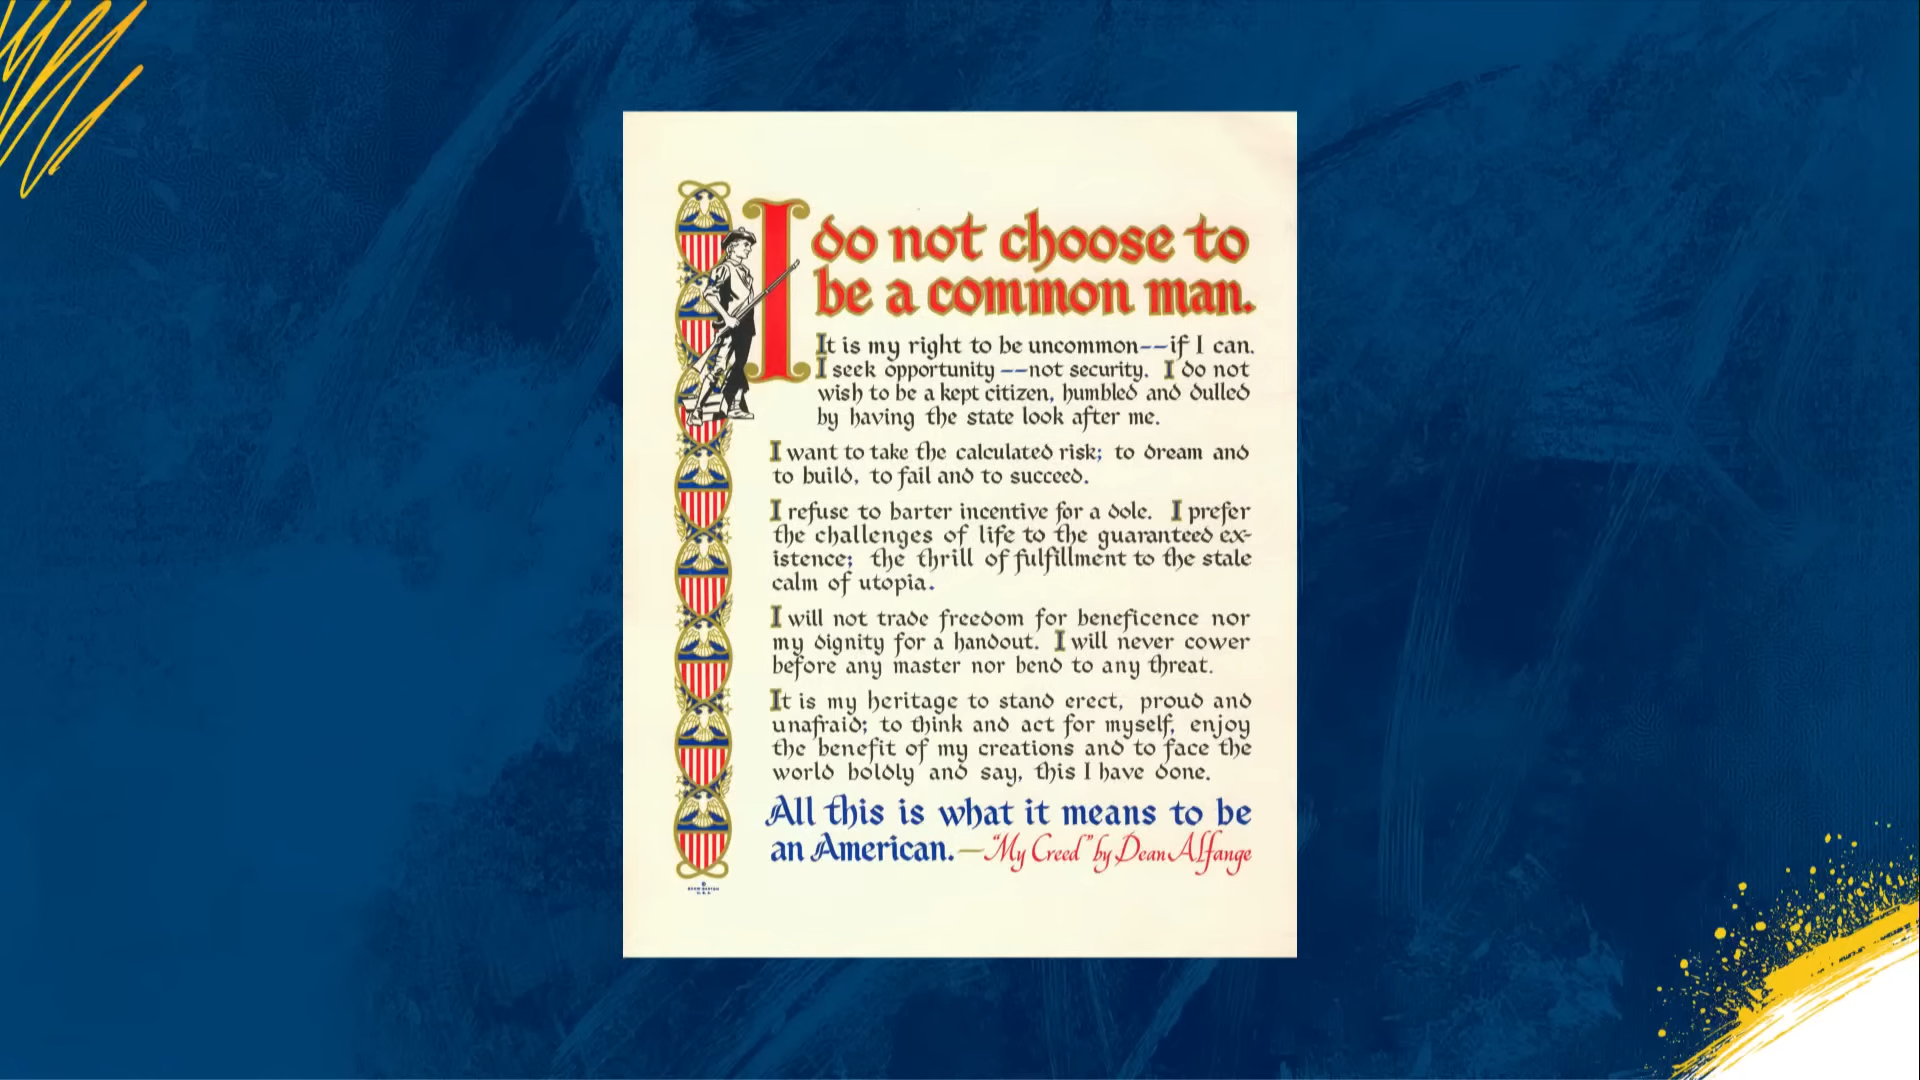 I do not choose to
be a common man.
It is my right to be uncommon--if I can.
I seek opportunity--not security. I do not
wish to be a kept citizen, humbled and dulled
by having the state look after me.
I want to take the calculated risk; to dream and
to build, to fail and to succeed.
I refuse to barter incentive for a dole. I prefer
the challenges of life to the guaranteed ex-
istence; the thrill of fulfillment to the stale
calm of utopia.
I will not trade freedom for beneficence nor
my dignity for a handout. I will never cower
before any master nor bend to any threat.
It is my heritage to stand erect, proud and
unafraid; to think and act for myself, enjoy
the benefit of my creations and to face the
world boldly and say, this I have done.
All this is what it means to be
an American.—"My Creed" by Dean Alfange